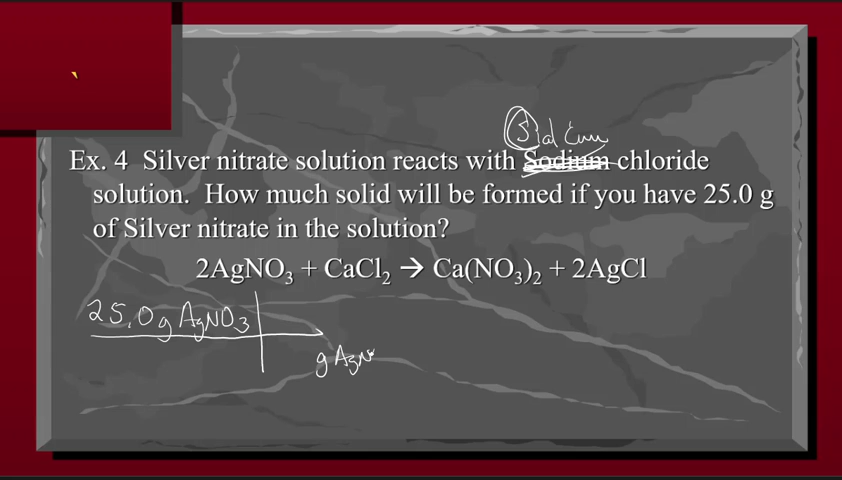 Ex. 4 Silver nitrate solution reacts with Sodium chloride
solution. How much solid will be formed if you have 25.0 g
of Silver nitrate in the solution?
2AgNO₃ + CaCl₂ → Ca(NO₃)₂ + 2AgCl
25.0g AgNO₃
g AgN